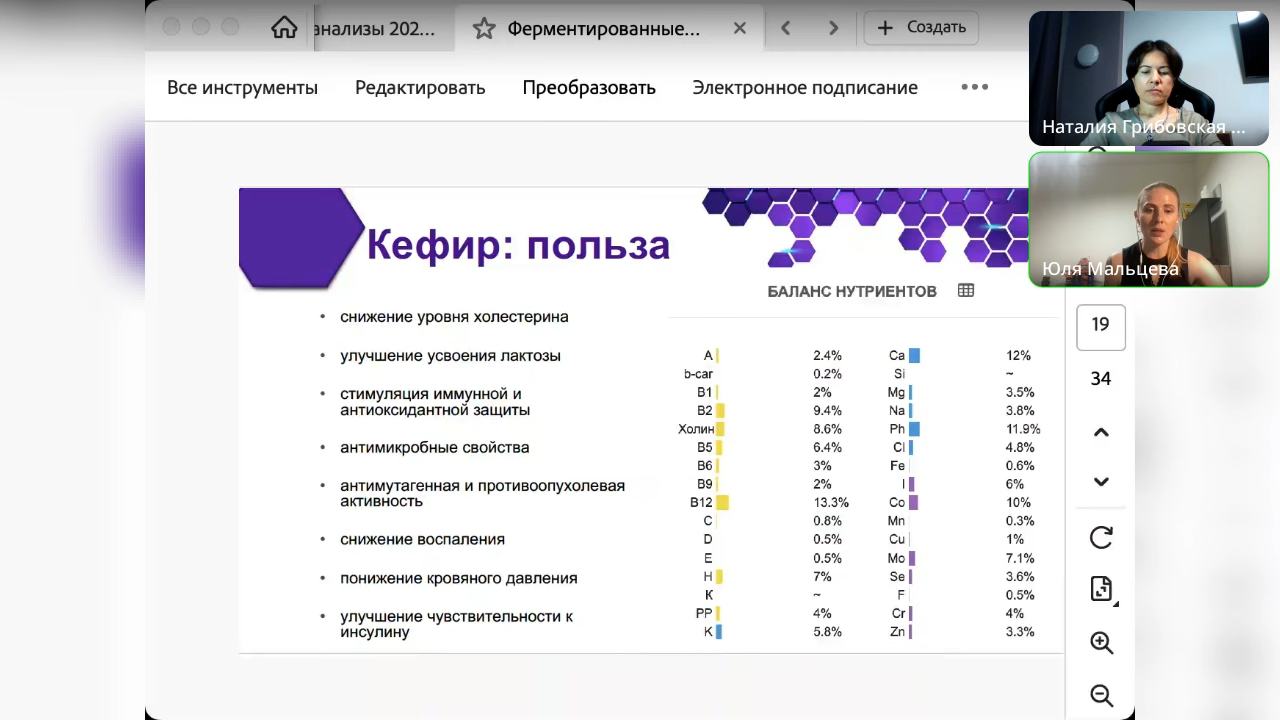 анализы 202...
Ферментированные...
Создать
Все инструменты
Редактировать
Преобразовать
Электронное подписание
Наталия Грибовская ...
Юля Мальцева
19
34
Кефир: польза
• снижение уровня холестерина
• улучшение усвоения лактозы
• стимуляция иммунной и
антиоксидантной защиты
• антимикробные свойства
• антимутагенная и противоопухолевая
активность
• снижение воспаления
• понижение кровяного давления
• улучшение чувствительности к
инсулину
БАЛАНС НУТРИЕНТОВ
A 2.4% Ca 12%
b-car 0.2% Si ~
B1 2% Mg 3.5%
B2 9.4% Na 3.8%
Холин 8.6% Ph 11.9%
B5 6.4% Cl 4.8%
B6 3% Fe 0.6%
B9 2% I 6%
B12 13.3% Co 10%
C 0.8% Mn 0.3%
D 0.5% Cu 1%
E 0.5% Mo 7.1%
H 7% Se 3.6%
К ~ F 0.5%
PP 4% Cr 4%
K 5.8% Zn 3.3%